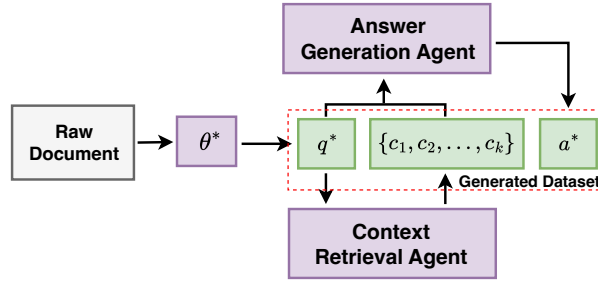 Answer
Generation Agent
Raw
Document
θ*
q*
{c₁, c₂, . . . , cₖ}
a*
Generated Dataset
Context
Retrieval Agent